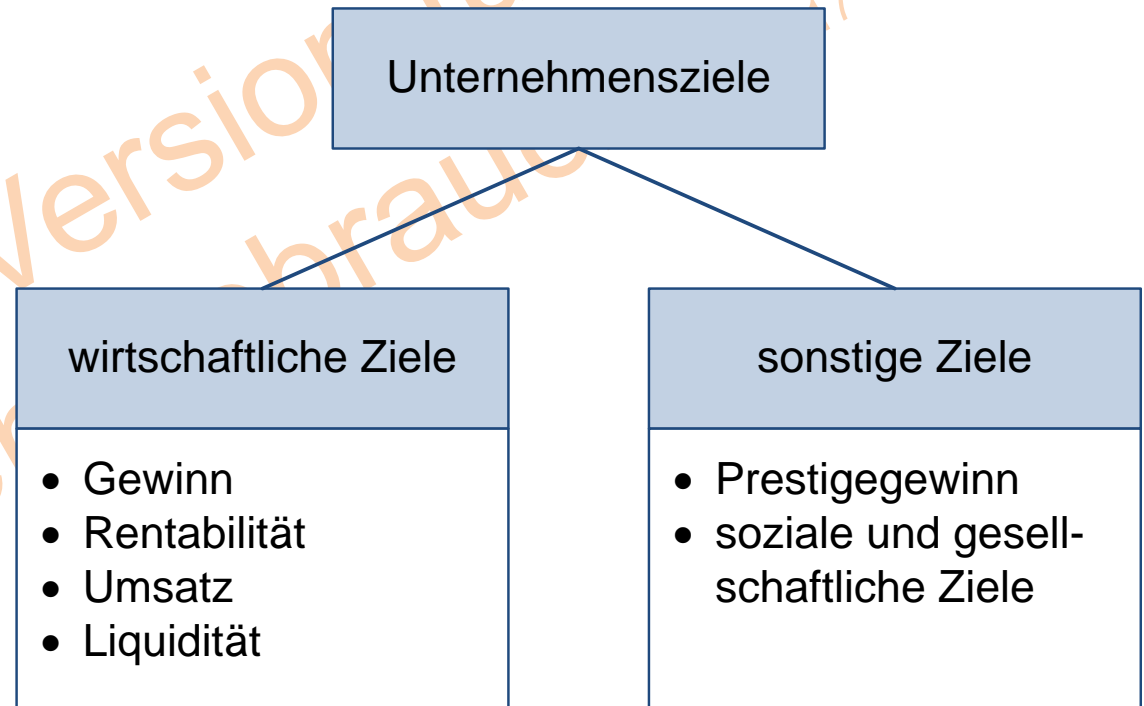 Unternehmensziele
wirtschaftliche Ziele
• Gewinn
• Rentabilität
• Umsatz
• Liquidität
sonstige Ziele
• Prestigegewinn
• soziale und gesell-
schaftliche Ziele